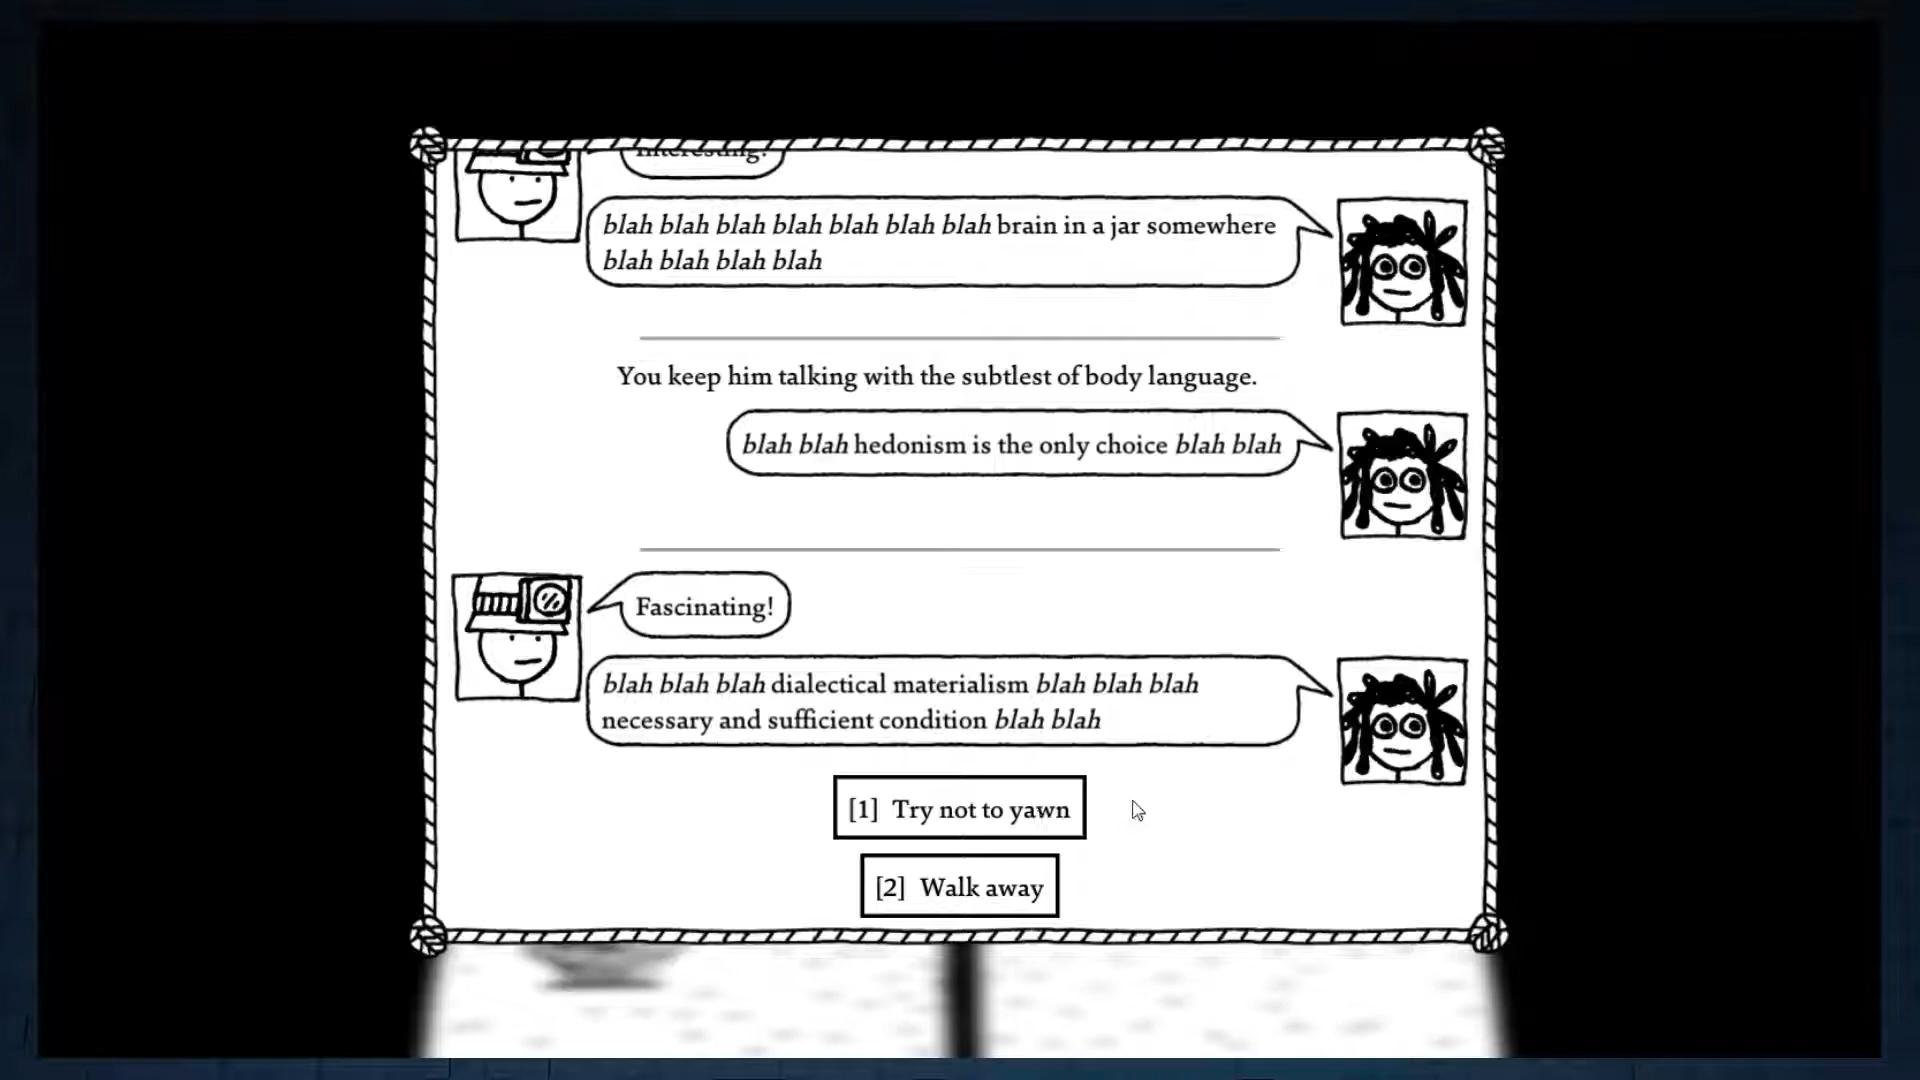 Interesting!
blah blah blah blah blah blah blah brain in a jar somewhere
blah blah blah blah
You keep him talking with the subtlest of body language.
blah blah hedonism is the only choice blah blah
Fascinating!
blah blah blah dialectical materialism blah blah blah
necessary and sufficient condition blah blah
[1] Try not to yawn
[2] Walk away